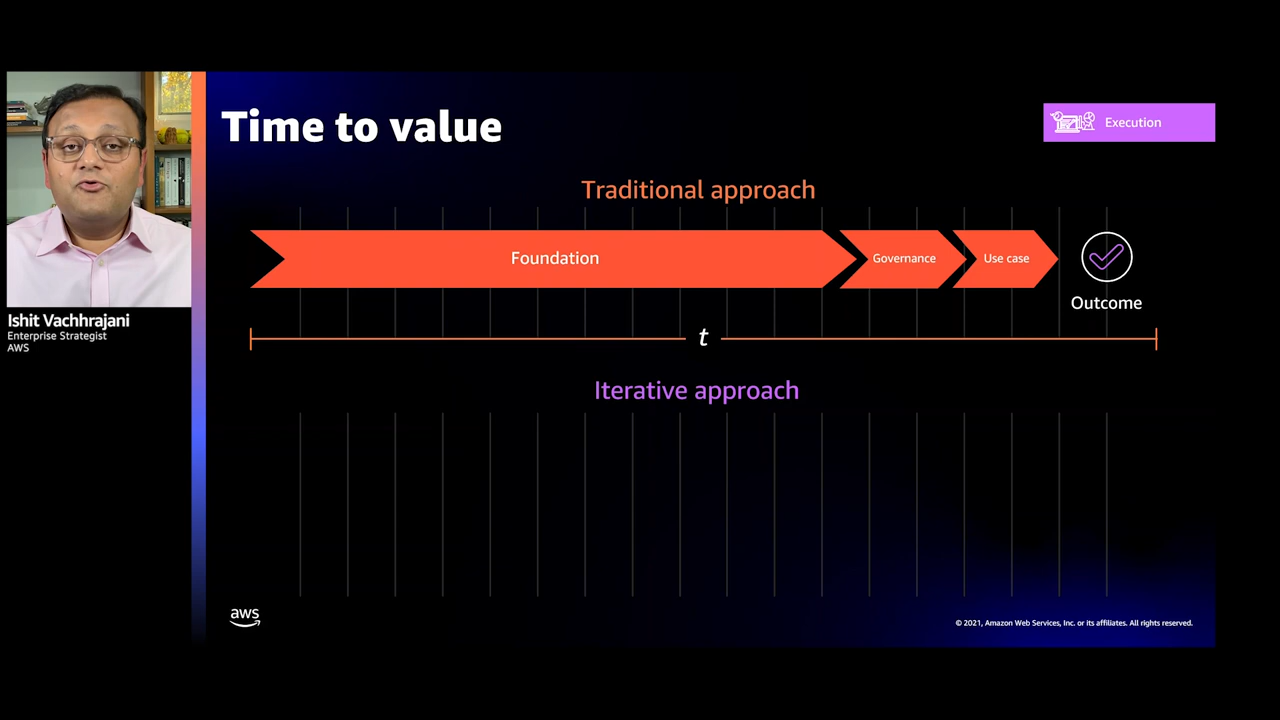 Time to value
Execution
Traditional approach
Foundation
Governance
Use case
Outcome
t
Iterative approach
Ishit Vachhrajani
Enterprise Strategist
AWS
aws
© 2021, Amazon Web Services, Inc. or its affiliates. All rights reserved.